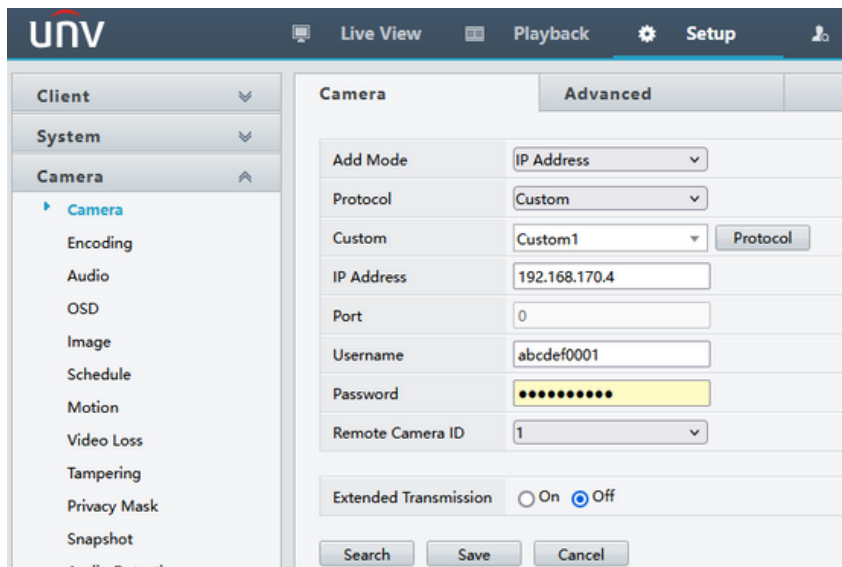 unv Live View Playback Setup
Client
System
Camera
Camera
Encoding
Audio
OSD
Image
Schedule
Motion
Video Loss
Tampering
Privacy Mask
Snapshot
Camera Advanced
Add Mode IP Address
Protocol Custom
Custom Custom1 Protocol
IP Address 192.168.170.4
Port 0
Username abcdef0001
Password ●●●●●●●●●●
Remote Camera ID 1
Extended Transmission On Off
Search Save Cancel